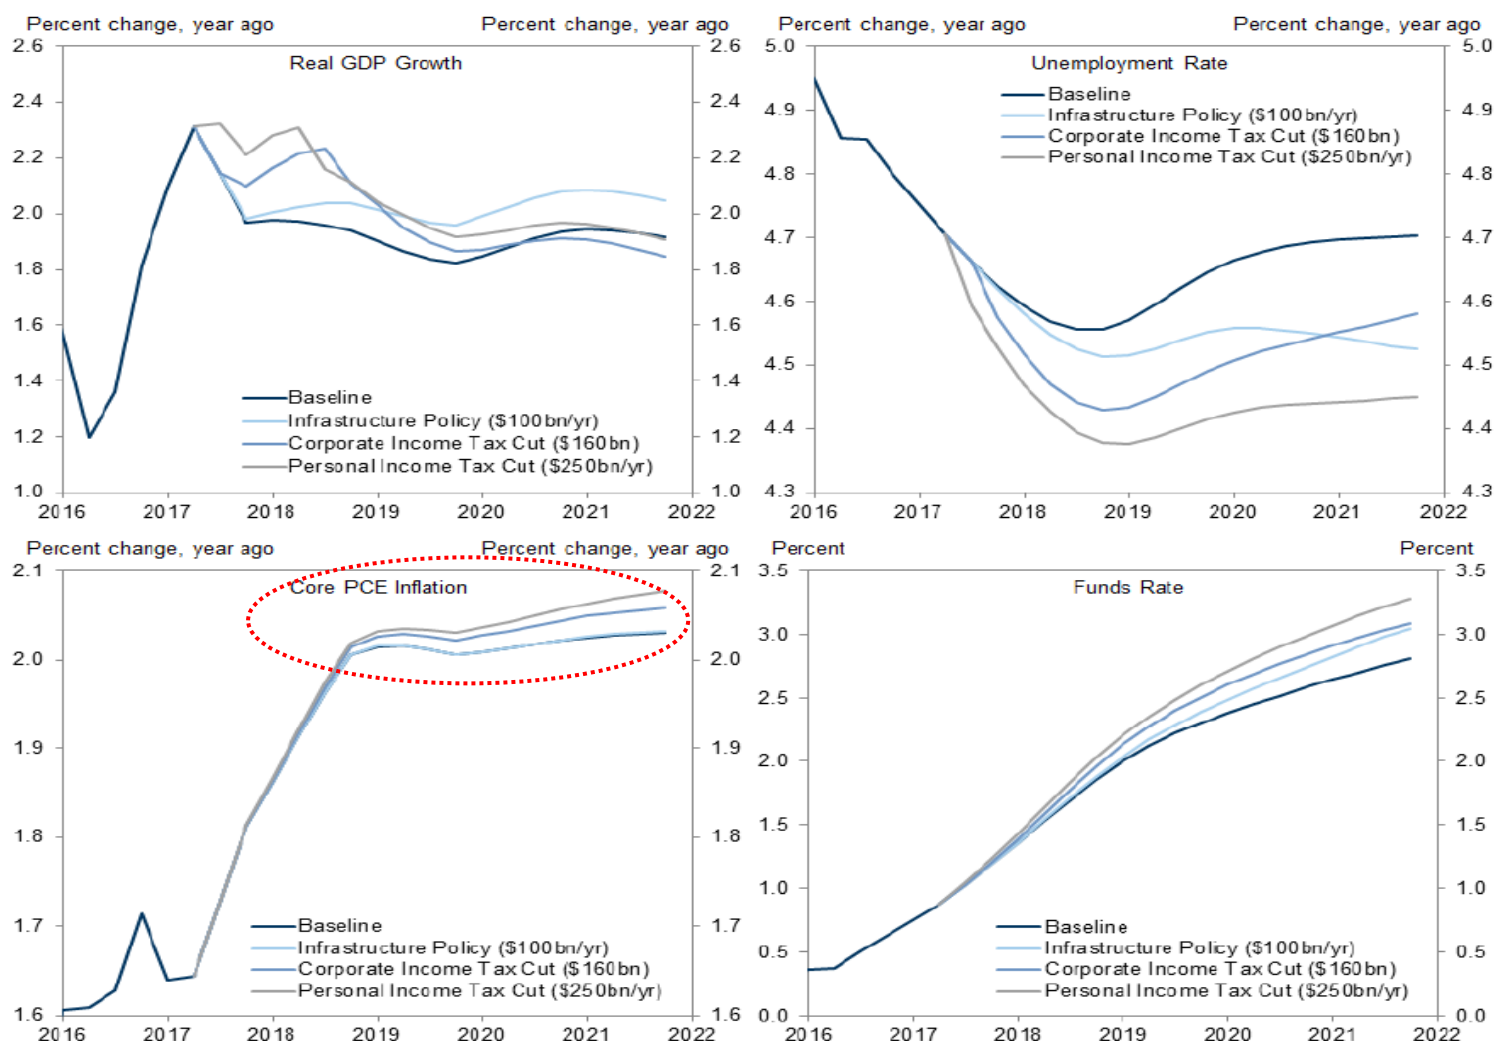 Percent change, year ago Percent change, year ago
Real GDP Growth
2.6 2.6
2.4 2.4
2.2 2.2
2.0 2.0
1.8 1.8
1.6 1.6
1.4 1.4
1.2 1.2
1.0 1.0
Baseline
Infrastructure Policy ($100bn/yr)
Corporate Income Tax Cut ($160bn)
Personal Income Tax Cut ($250bn/yr)
2016 2017 2018 2019 2020 2021 2022
Percent change, year ago Percent change, year ago
Unemployment Rate
5.0 5.0
4.9 4.9
4.8 4.8
4.7 4.7
4.6 4.6
4.5 4.5
4.4 4.4
4.3 4.3
Baseline
Infrastructure Policy ($100bn/yr)
Corporate Income Tax Cut ($160bn)
Personal Income Tax Cut ($250bn/yr)
2016 2017 2018 2019 2020 2021 2022
Percent change, year ago Percent change, year ago
Core PCE Inflation
2.1 2.1
2.0 2.0
1.9 1.9
1.8 1.8
1.7 1.7
1.6 1.6
Baseline
Infrastructure Policy ($100bn/yr)
Corporate Income Tax Cut ($160bn)
Personal Income Tax Cut ($250bn/yr)
2016 2017 2018 2019 2020 2021 2022
Percent Percent
Funds Rate
3.5 3.5
3.0 3.0
2.5 2.5
2.0 2.0
1.5 1.5
1.0 1.0
0.5 0.5
0.0 0.0
Baseline
Infrastructure Policy ($100bn/yr)
Corporate Income Tax Cut ($160bn)
Personal Income Tax Cut ($250bn/yr)
2016 2017 2018 2019 2020 2021 2022